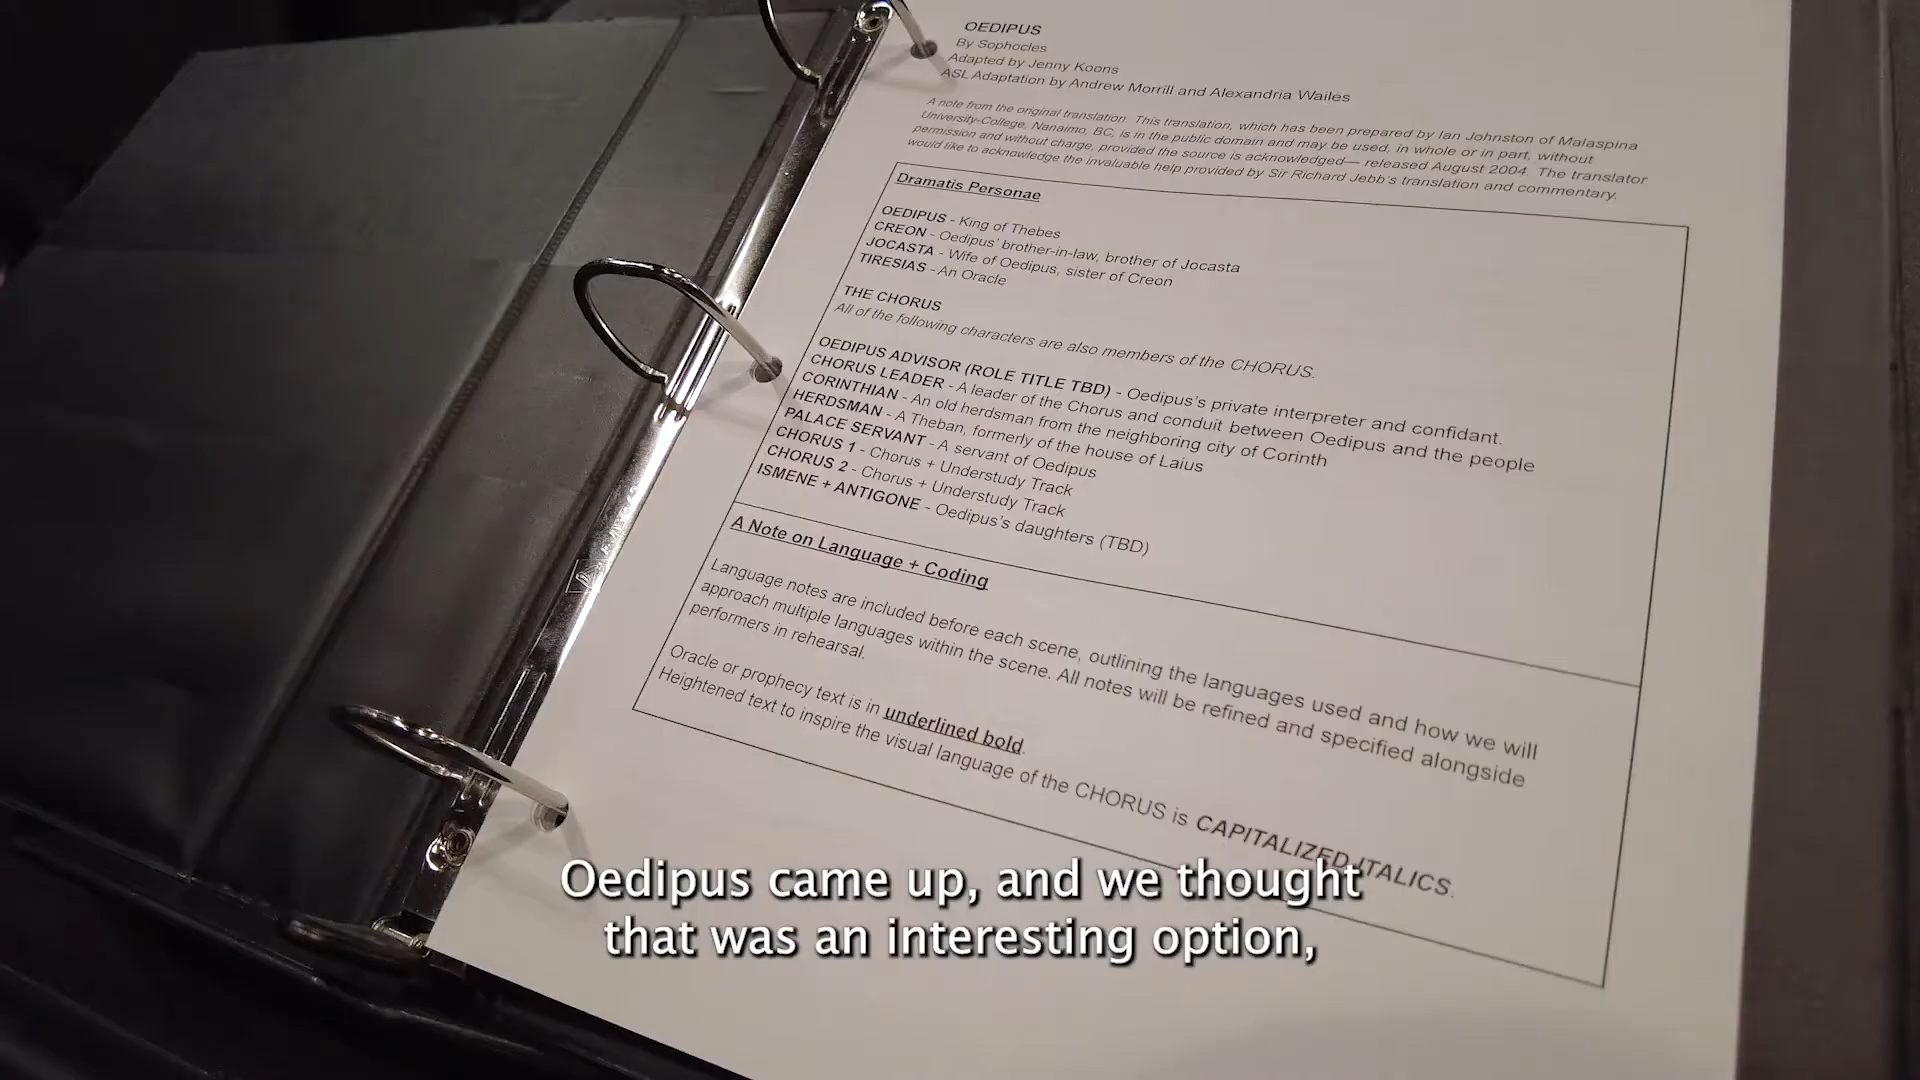 OEDIPUS
By Sophocles
Adapted by Jenny Koons
ASL Adaptation by Andrew Morrill and Alexandria Wailes
A note from the original translation. This translation, which has been prepared by Ian Johnston of Malaspina
University-College, Nanaimo, BC, is in the public domain and may be used, in whole or in part, without
permission and without charge, provided the source is acknowledged— released August 2004. The translator
would like to acknowledge the invaluable help provided by Sir Richard Jebb's translation and commentary.
Dramatis Personae
OEDIPUS - King of Thebes
CREON - Oedipus' brother-in-law, brother of Jocasta
JOCASTA - Wife of Oedipus, sister of Creon
TIRESIAS - An Oracle
THE CHORUS
All of the following characters are also members of the CHORUS.
OEDIPUS ADVISOR (ROLE TITLE TBD) - Oedipus's private interpreter and confidant.
CHORUS LEADER - A leader of the Chorus and conduit between Oedipus and the people
CORINTHIAN - An old herdsman from the neighboring city of Corinth
HERDSMAN - A Theban, formerly of the house of Laius
PALACE SERVANT - A servant of Oedipus
CHORUS 1 - Chorus + Understudy Track
CHORUS 2 - Chorus + Understudy Track
ISMENE + ANTIGONE - Oedipus's daughters (TBD)
A Note on Language + Coding
Language notes are included before each scene, outlining the languages used and how we will
approach multiple languages within the scene. All notes will be refined and specified alongside
performers in rehearsal.
Oracle or prophecy text is in underlined bold.
Heightened text to inspire the visual language of the CHORUS is CAPITALIZED ITALICS.
Oedipus came up, and we thought
that was an interesting option,